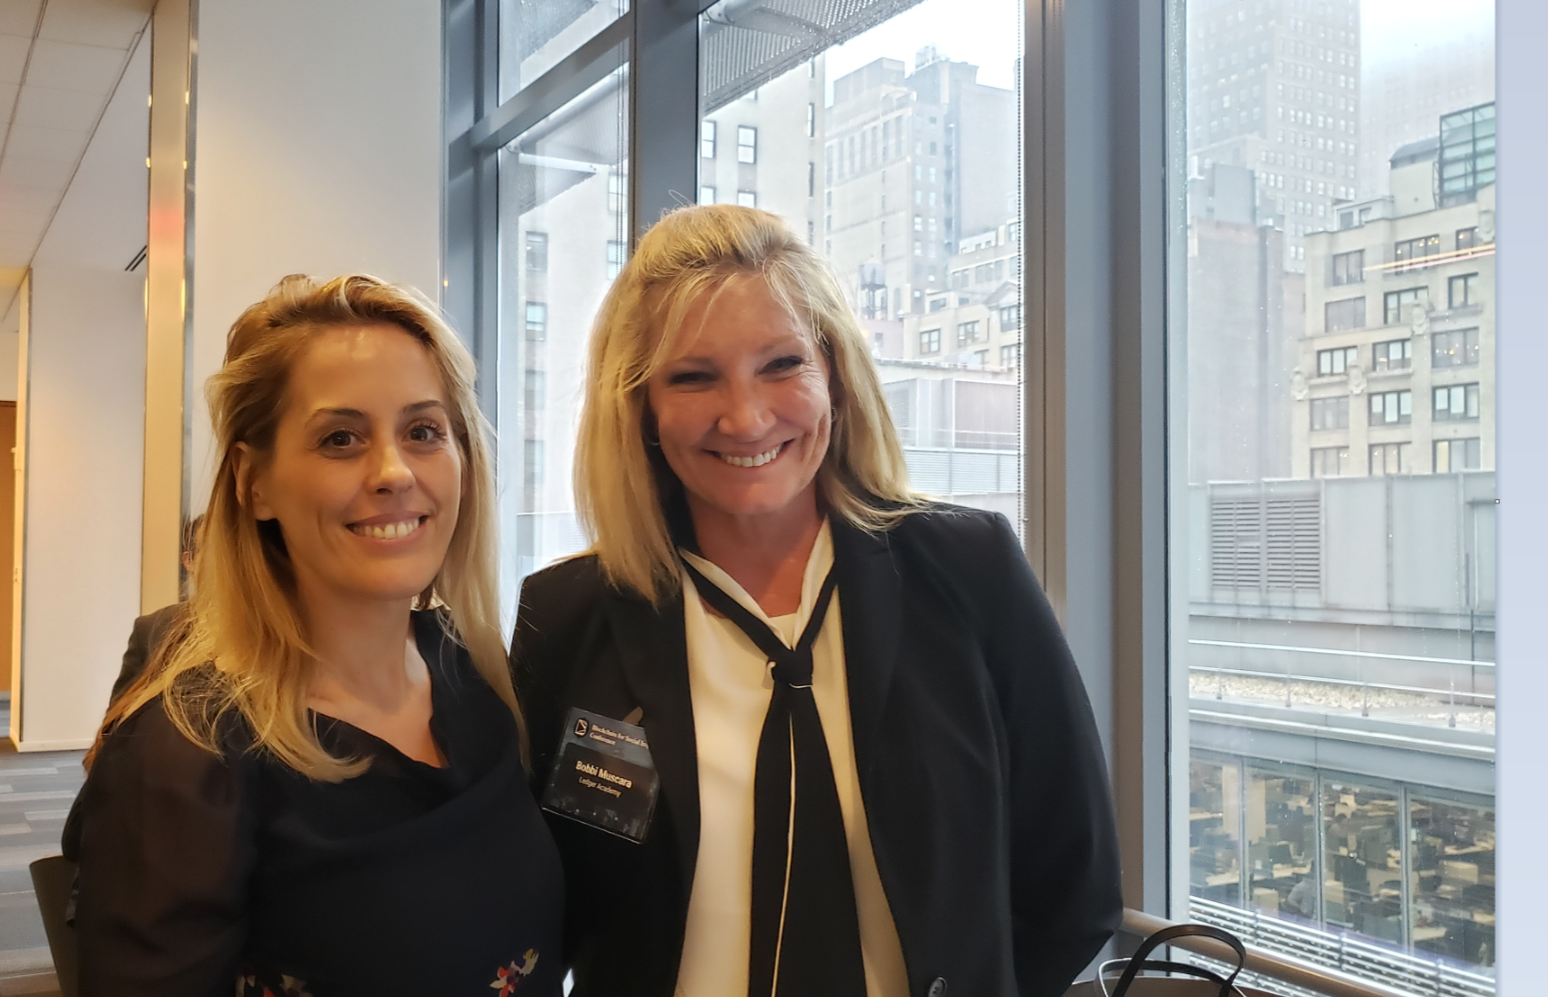 Blockchain for Social
Conference
Bobbi Muscara
Ledger Academy